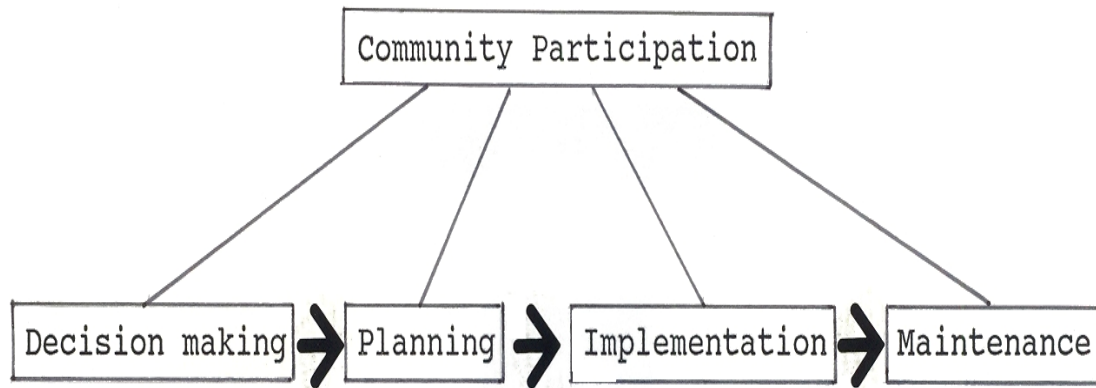 Community Participation
Decision making
Planning
Implementation
Maintenance